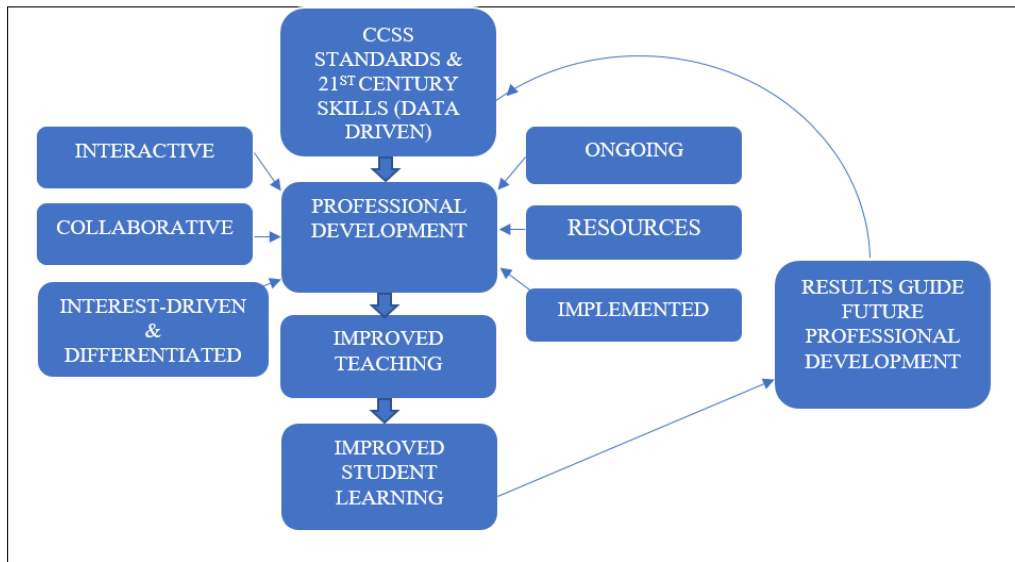 CCSS
STANDARDS &
21ST CENTURY
SKILLS (DATA
DRIVEN)
INTERACTIVE
ONGOING
COLLABORATIVE
PROFESSIONAL
DEVELOPMENT
RESOURCES
INTEREST-DRIVEN
&
DIFFERENTIATED
IMPLEMENTED
RESULTS GUIDE
FUTURE
PROFESSIONAL
DEVELOPMENT
IMPROVED
TEACHING
IMPROVED
STUDENT
LEARNING